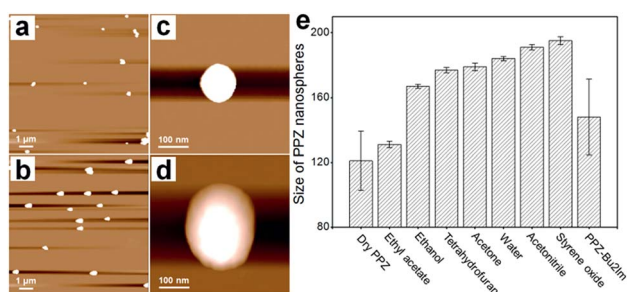 a
1 μm
b
1 μm
c
100 nm
d
100 nm
e
Size of PPZ nanospheres
200
160
120
80
Dry PPZ
Ethyl acetate
Ethanol
Tetrahydrofuran
Acetone
Water
Acetonitrile
Styrene oxide
PPZ-Bu2Im